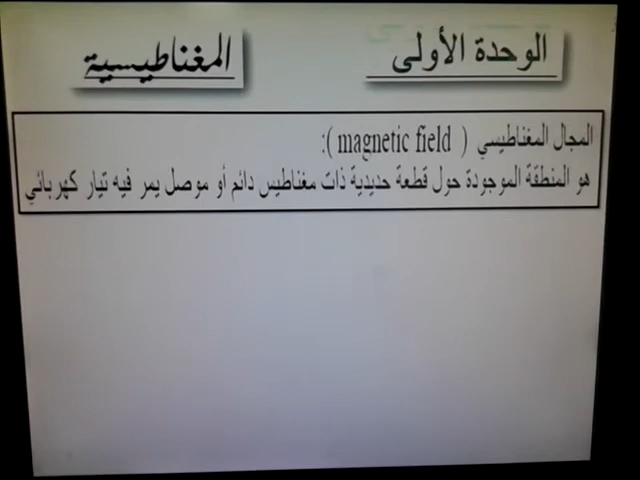 الوحدة الأولى
المغناطيسية
المجال المغناطيسي ( magnetic field ):
هو المنطقة الموجودة حول قطعة حديدية ذات مغناطيس دائم أو موصل يمر فيه تيار كهربائي